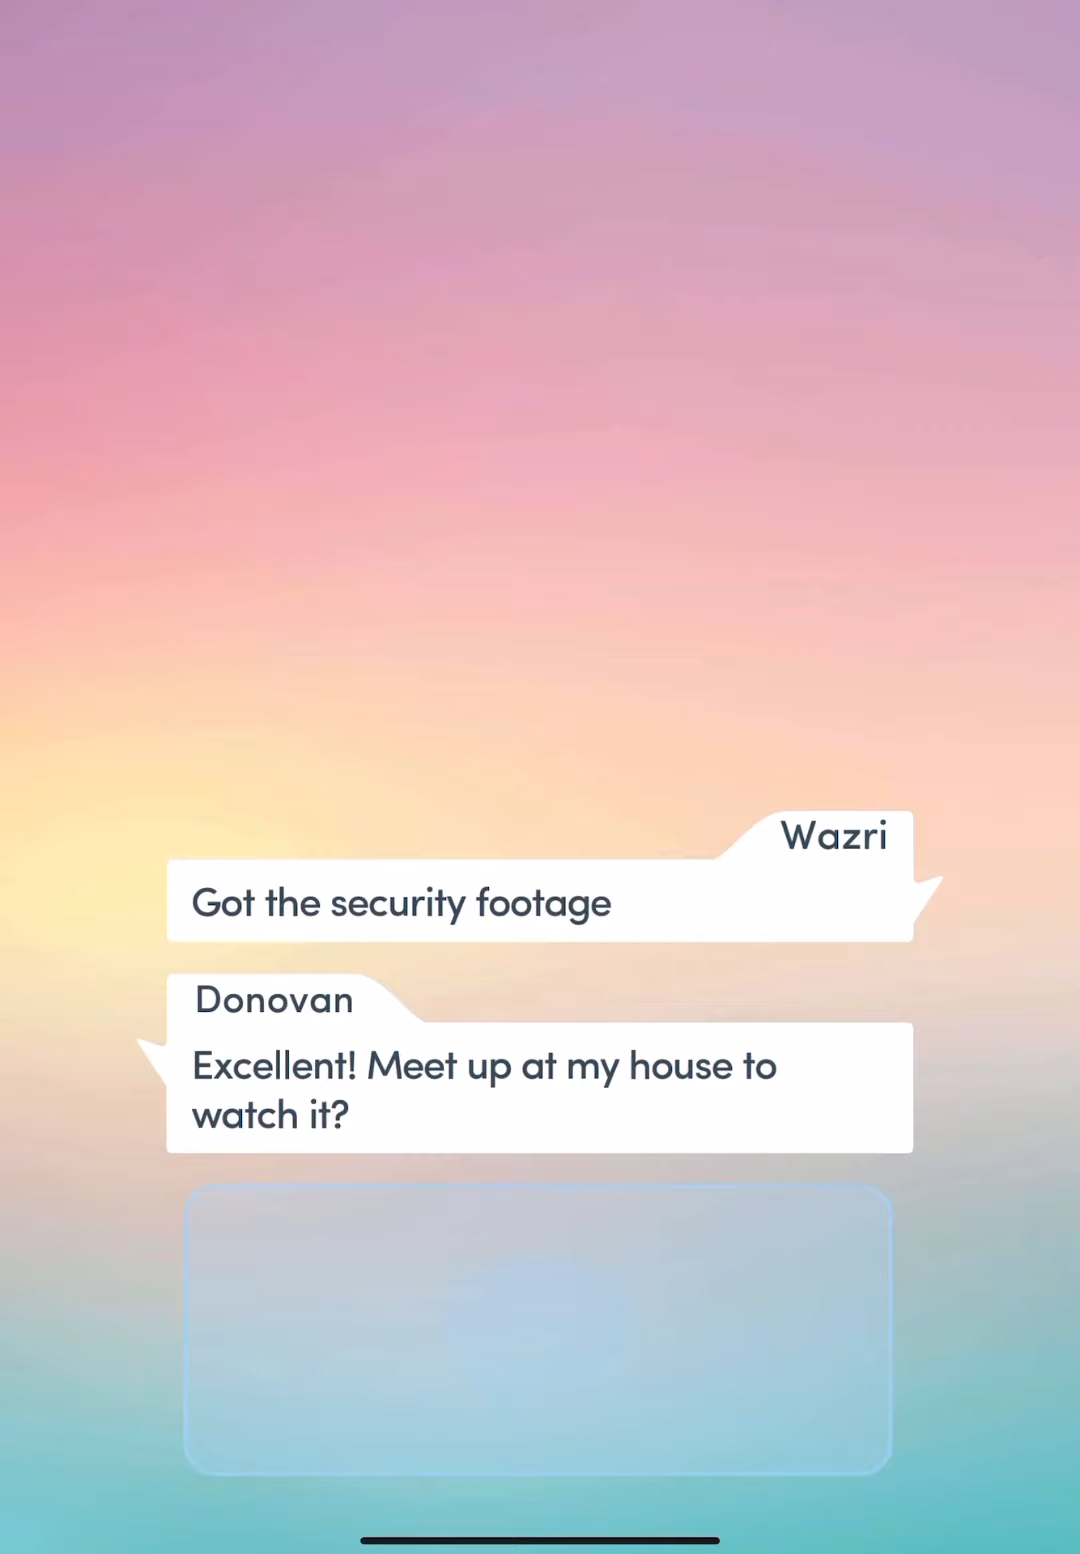 Wazri
Got the security footage
Donovan
Excellent! Meet up at my house to
watch it?